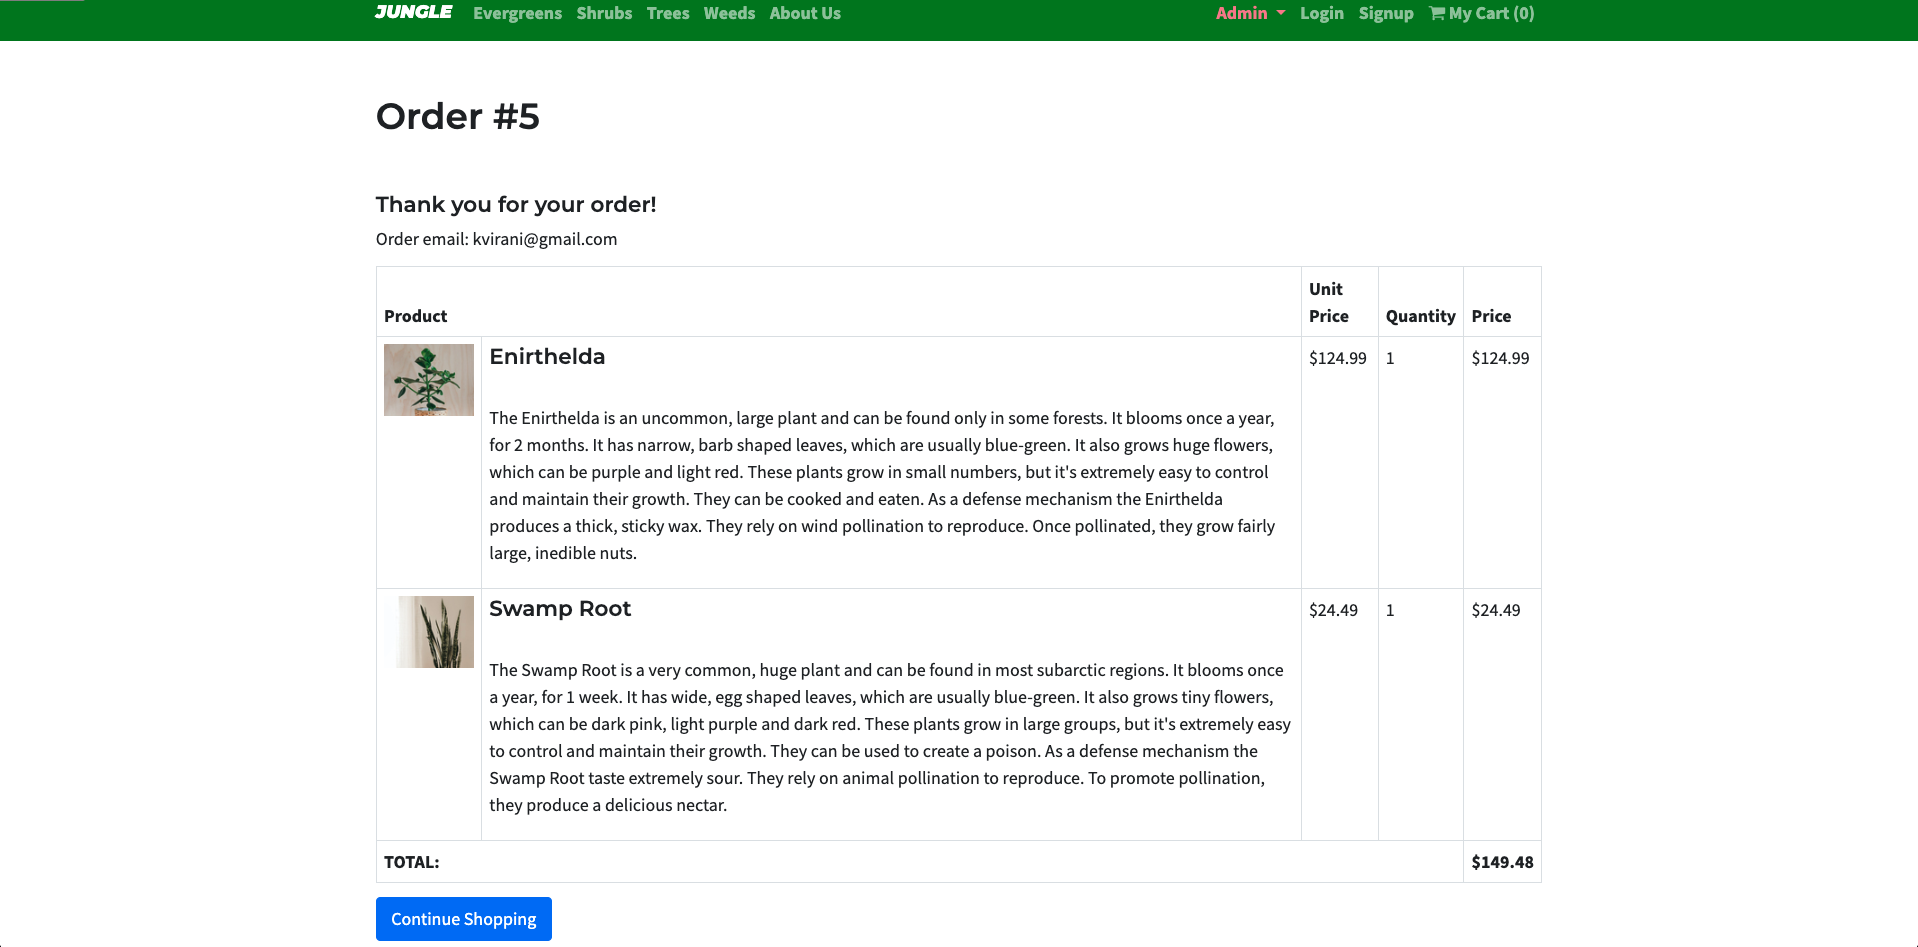 JUNGLE Evergreens Shrubs Trees Weeds About Us Admin Login Signup My Cart (0)
Order #5
Thank you for your order!
Order email: kvirani@gmail.com
Product Unit Price Quantity Price
Enirthelda $124.99 1 $124.99
The Enirthelda is an uncommon, large plant and can be found only in some forests. It blooms once a year,
for 2 months. It has narrow, barb shaped leaves, which are usually blue-green. It also grows huge flowers,
which can be purple and light red. These plants grow in small numbers, but it's extremely easy to control
and maintain their growth. They can be cooked and eaten. As a defense mechanism the Enirthelda
produces a thick, sticky wax. They rely on wind pollination to reproduce. Once pollinated, they grow fairly
large, inedible nuts.
Swamp Root $24.49 1 $24.49
The Swamp Root is a very common, huge plant and can be found in most subarctic regions. It blooms once
a year, for 1 week. It has wide, egg shaped leaves, which are usually blue-green. It also grows tiny flowers,
which can be dark pink, light purple and dark red. These plants grow in large groups, but it's extremely easy
to control and maintain their growth. They can be used to create a poison. As a defense mechanism the
Swamp Root taste extremely sour. They rely on animal pollination to reproduce. To promote pollination,
they produce a delicious nectar.
TOTAL: $149.48
Continue Shopping